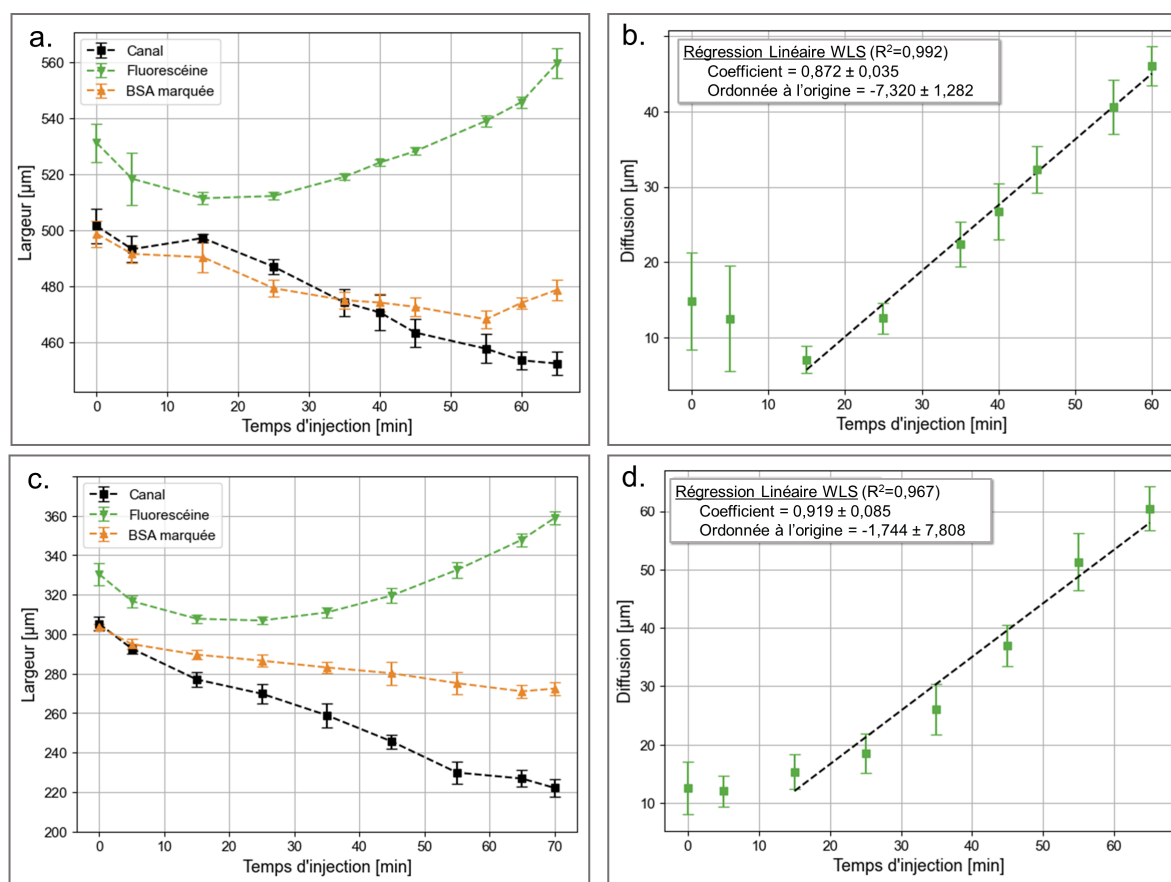 a.
Canal
Fluorescéine
BSA marquée
560
540
520
500
480
460
Largeur [µm]
0 10 20 30 40 50 60
Temps d'injection [min]
b.
Régression Linéaire WLS (R²=0,992)
Coefficient = 0,872 ± 0,035
Ordonnée à l'origine = -7,320 ± 1,282
40
30
20
10
Diffusion [µm]
0 10 20 30 40 50 60
Temps d'injection [min]
c.
Canal
Fluorescéine
BSA marquée
360
340
320
300
280
260
240
220
200
Largeur [µm]
0 10 20 30 40 50 60 70
Temps d'injection [min]
d.
Régression Linéaire WLS (R²=0,967)
Coefficient = 0,919 ± 0,085
Ordonnée à l'origine = -1,744 ± 7,808
60
50
40
30
20
10
Diffusion [µm]
0 10 20 30 40 50 60
Temps d'injection [min]